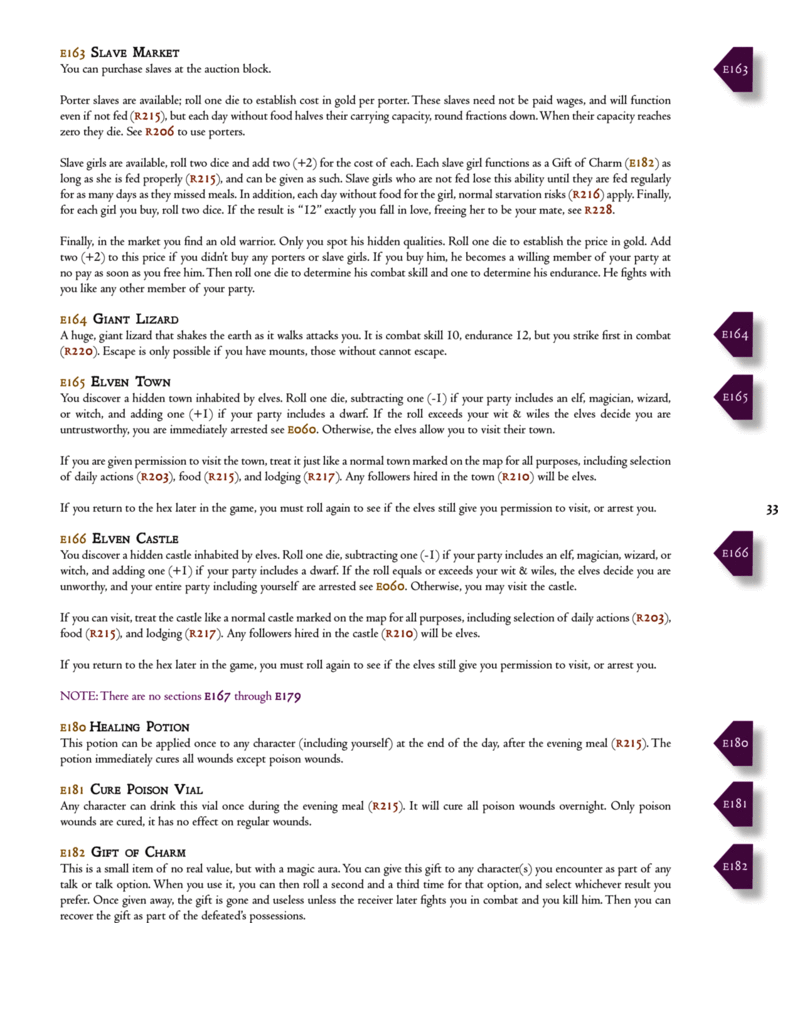 E163 Slave Market
You can purchase slaves at the auction block.
E163
Porter slaves are available; roll one die to establish cost in gold per porter. These slaves need not be paid wages, and will function
even if not fed (R215), but each day without food halves their carrying capacity, round fractions down. When their capacity reaches
zero they die. See R206 to use porters.
Slave girls are available, roll two dice and add two (+2) for the cost of each. Each slave girl functions as a Gift of Charm (E182) as
long as she is fed properly (R215), and can be given as such. Slave girls who are not fed lose this ability until they are fed regularly
for as many days as they missed meals. In addition, each day without food for the girl, normal starvation risks (R216) apply. Finally,
for each girl you buy, roll two dice. If the result is “12” exactly you fall in love, freeing her to be your mate, see R228.
Finally, in the market you find an old warrior. Only you spot his hidden qualities. Roll one die to establish the price in gold. Add
two (+2) to this price if you didn’t buy any porters or slave girls. If you buy him, he becomes a willing member of your party at
no pay as soon as you free him. Then roll one die to determine his combat skill and one to determine his endurance. He fights with
you like any other member of your party.
E164 Giant Lizard
A huge, giant lizard that shakes the earth as it walks attacks you. It is combat skill 10, endurance 12, but you strike first in combat
(R220). Escape is only possible if you have mounts, those without cannot escape.
E164
E165 Elven Town
You discover a hidden town inhabited by elves. Roll one die, subtracting one (-1) if your party includes an elf, magician, wizard,
or witch, and adding one (+1) if your party includes a dwarf. If the roll exceeds your wit & wiles the elves decide you are
untrustworthy, you are immediately arrested see E060. Otherwise, the elves allow you to visit their town.
E165
If you are given permission to visit the town, treat it just like a normal town marked on the map for all purposes, including selection
of daily actions (R203), food (R215), and lodging (R217). Any followers hired in the town (R210) will be elves.
If you return to the hex later in the game, you must roll again to see if the elves still give you permission to visit, or arrest you.
33
E166 Elven Castle
You discover a hidden castle inhabited by elves. Roll one die, subtracting one (-1) if your party includes an elf, magician, wizard, or
witch, and adding one (+1) if your party includes a dwarf. If the roll equals or exceeds your wit & wiles, the elves decide you are
unworthy, and your entire party including yourself are arrested see E060. Otherwise, you may visit the castle.
E166
If you can visit, treat the castle like a normal castle marked on the map for all purposes, including selection of daily actions (R203),
food (R215), and lodging (R217). Any followers hired in the castle (R210) will be elves.
If you return to the hex later in the game, you must roll again to see if the elves still give you permission to visit, or arrest you.
NOTE: There are no sections E167 through E179
E180 Healing Potion
This potion can be applied once to any character (including yourself) at the end of the day, after the evening meal (R215). The
potion immediately cures all wounds except poison wounds.
E180
E181 Cure Poison Vial
Any character can drink this vial once during the evening meal (R215). It will cure all poison wounds overnight. Only poison
wounds are cured, it has no effect on regular wounds.
E181
E182 Gift of Charm
This is a small item of no real value, but with a magic aura. You can give this gift to any character(s) you encounter as part of any
talk or talk option. When you use it, you can then roll a second and a third time for that option, and select whichever result you
prefer. Once given away, the gift is gone and useless unless the receiver later fights you in combat and you kill him. Then you can
recover the gift as part of the defeated’s possessions.
E182